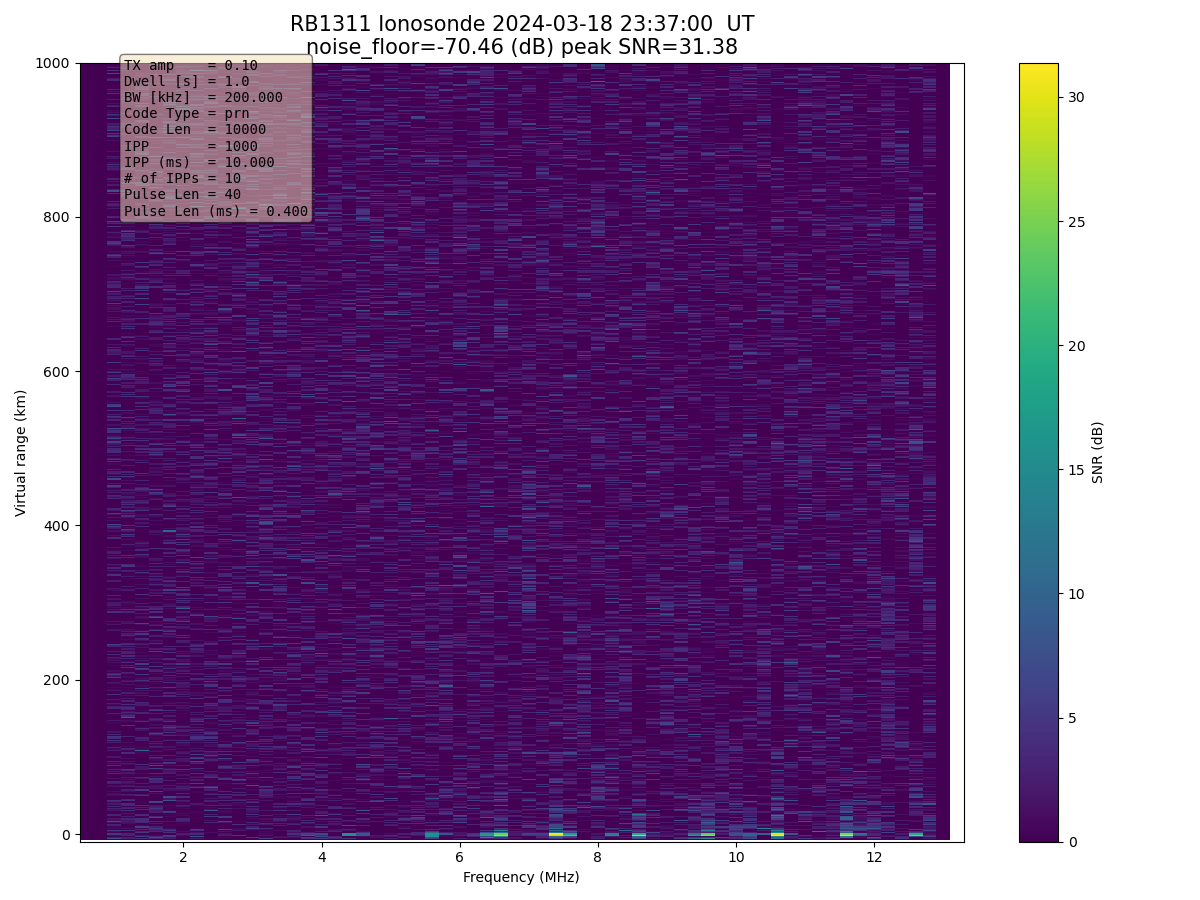 RB1311 Ionosonde 2024-03-18 23:37:00  UT
noise_floor=-70.46 (dB) peak SNR=31.38
TX amp    = 0.10
Dwell [s] = 1.0
BW [kHz]  = 200.000
Code Type = prn
Code Len  = 10000
IPP       = 1000
IPP (ms)  = 10.000
# of IPPs = 10
Pulse Len = 40
Pulse Len (ms) = 0.400
1000
800
600
400
200
0
Virtual range (km)
2 4 6 8 10 12
Frequency (MHz)
30
25
20
15
10
5
0
SNR (dB)